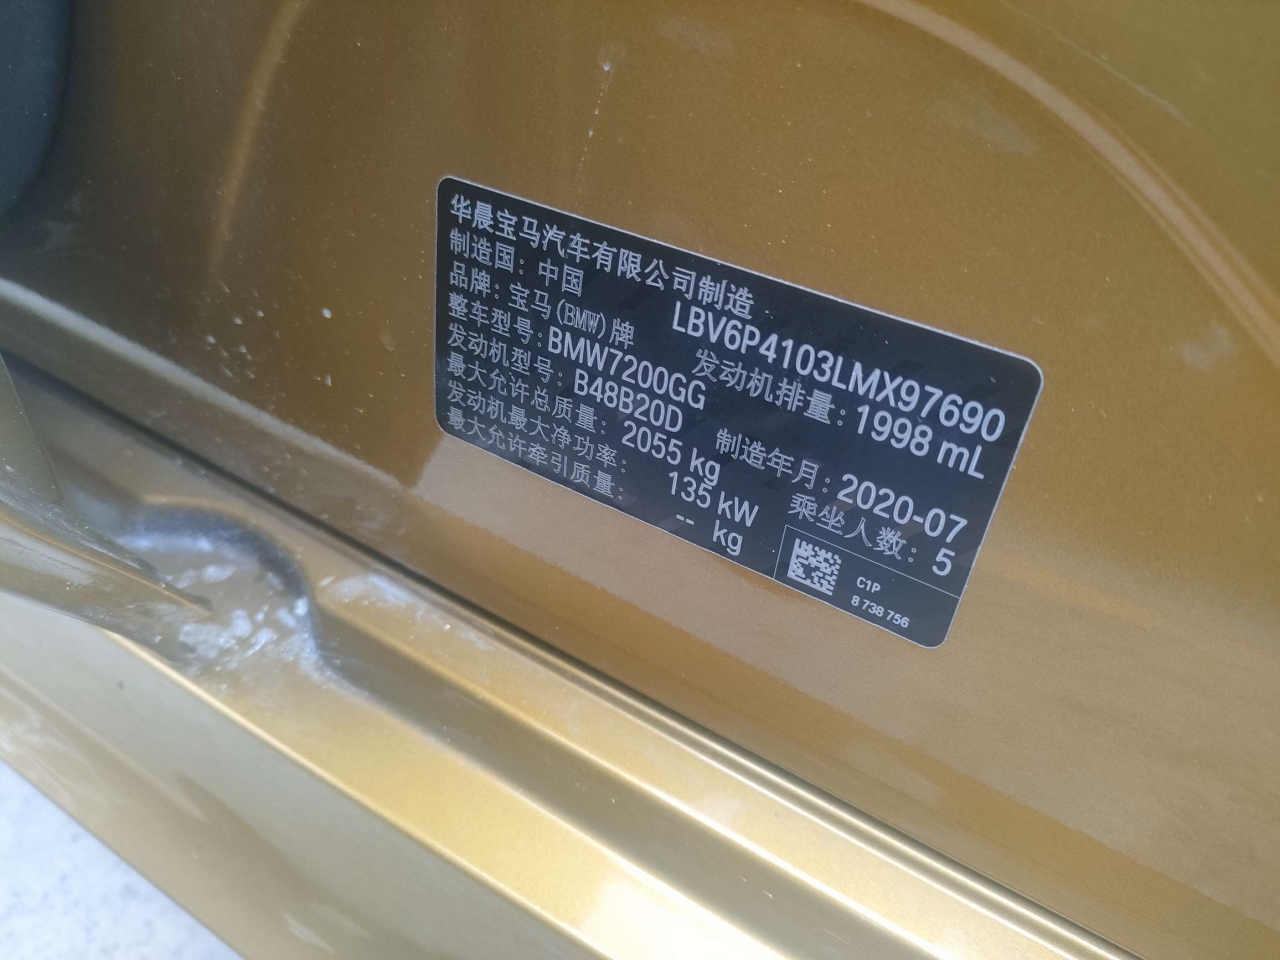 华晨宝马汽车有限公司制造
制造国：中国 LBV6P4103LMX97690
品牌：宝马(BMW)牌 发动机排量：1998 mL
整车型号：BMW7200GG
发动机型号：B48B20D 制造年月：2020-07
最大允许总质量：2055 kg 乘坐人数：5
发动机最大净功率：135 kW
最大允许牵引质量：-- kg
C1P
8 738 756